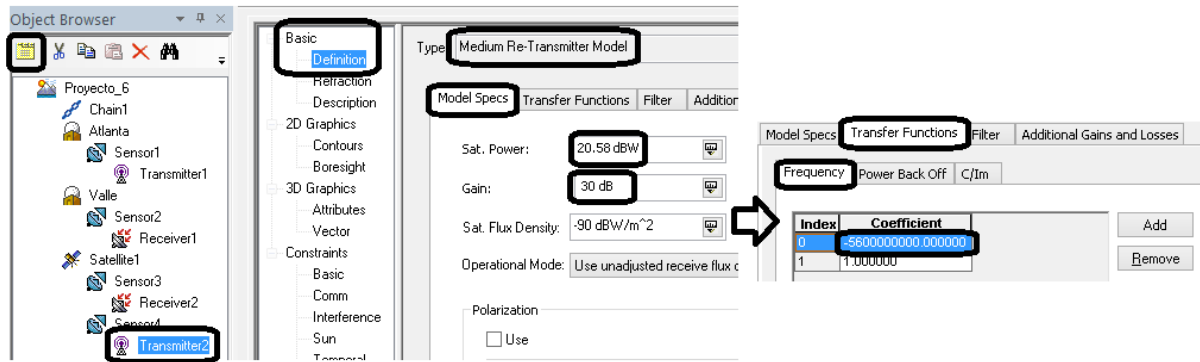 Object Browser
Proyecto_6
Chain1
Atlanta
Sensor1
Transmitter1
Valle
Sensor2
Receiver1
Satellite1
Sensor3
Receiver2
Sensor4
Transmitter2
Basic
Definition
Refraction
Description
2D Graphics
Contours
Boresight
3D Graphics
Attributes
Vector
Constraints
Basic
Comm
Interference
Sun
Temporal
Type Medium Re-Transmitter Model
Model Specs Transfer Functions Filter Addition
Sat. Power: 20.58 dBW
Gain: 30 dB
Sat. Flux Density: -90 dBW/m^2
Operational Mode: Use unadjusted receive flux
Polarization
Use
Model Specs Transfer Functions Filter Additional Gains and Losses
Frequency Power Back Off C/Im
Index Coefficient
0 -5600000000.000000
1 1.000000
Add
Remove